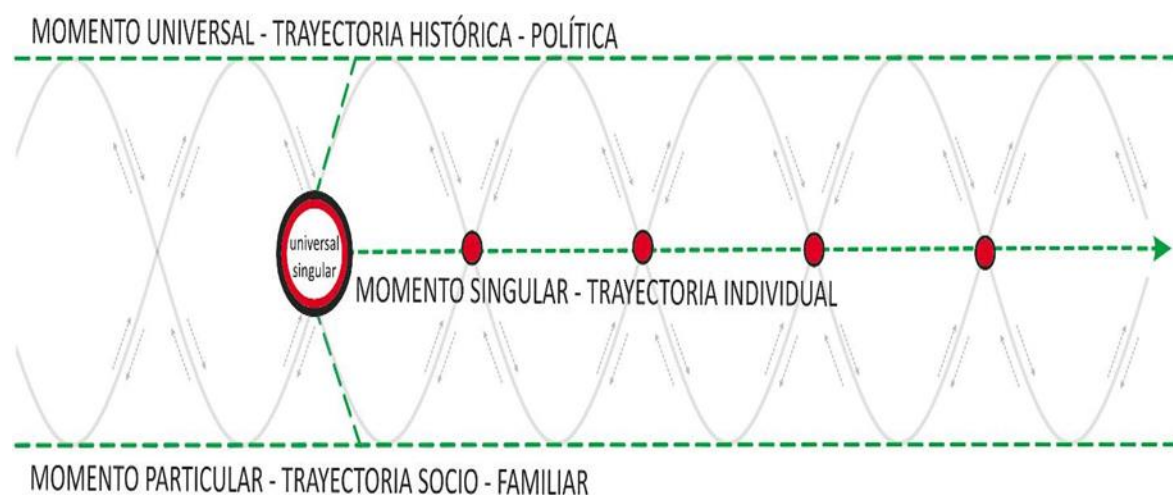 MOMENTO UNIVERSAL - TRAYECTORIA HISTÓRICA - POLÍTICA
universal
singular
MOMENTO SINGULAR - TRAYECTORIA INDIVIDUAL
MOMENTO PARTICULAR - TRAYECTORIA SOCIO - FAMILIAR